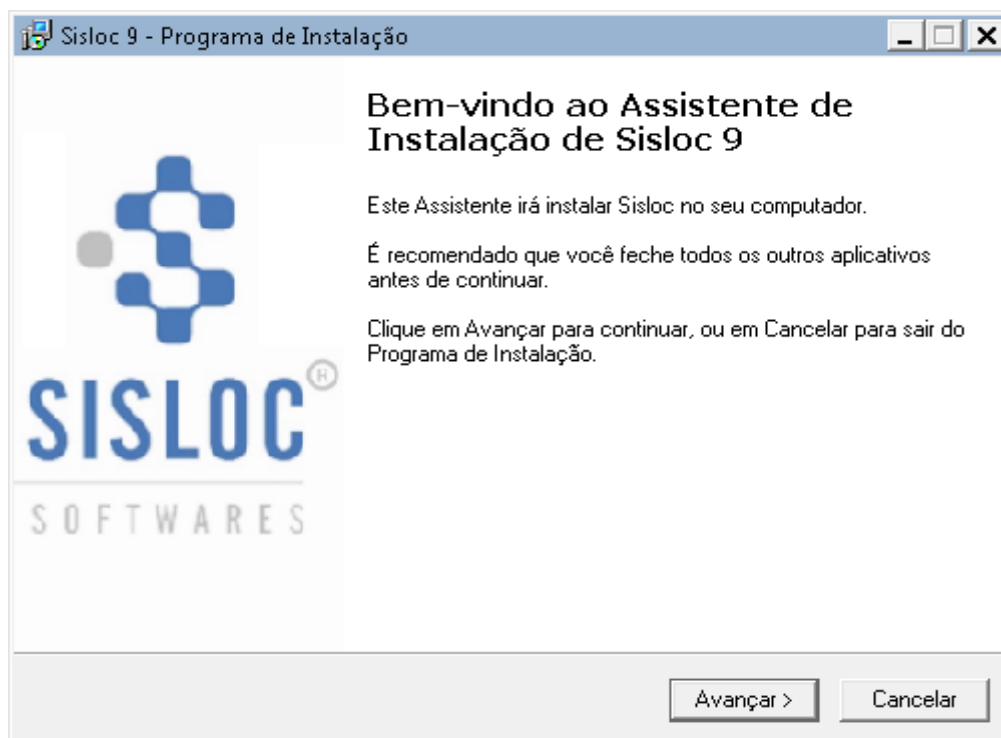 Sisloc 9 - Programa de Instalação
Bem-vindo ao Assistente de
Instalação de Sisloc 9
Este Assistente irá instalar Sisloc no seu computador.
É recomendado que você feche todos os outros aplicativos
antes de continuar.
Clique em Avançar para continuar, ou em Cancelar para sair do
Programa de Instalação.
SISLOC®
SOFTWARES
Avançar >
Cancelar